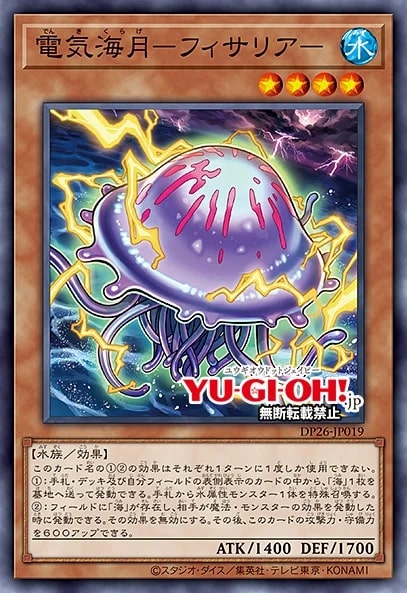 電気海月－フィサリア－
水
ユウギオウドットジェイピー
YU-GI-OH!.jp
無断転載禁止
DP26-JP019
【水族／効果】
このカード名の①②の効果はそれぞれ１ターンに１度しか使用できない。
①：手札・デッキ及び自分フィールドの表側表示のカードの中から、「海」１枚を
墓地へ送って発動できる。手札から水属性モンスター１体を特殊召喚する。
②：フィールドに「海」が存在し、相手が魔法・モンスターの効果を発動した
時に発動できる。その効果を無効にする。その後、このカードの攻撃力・守備力
を６００アップできる。
ATK/1400 DEF/1700
©スタジオ・ダイス／集英社・テレビ東京・KONAMI